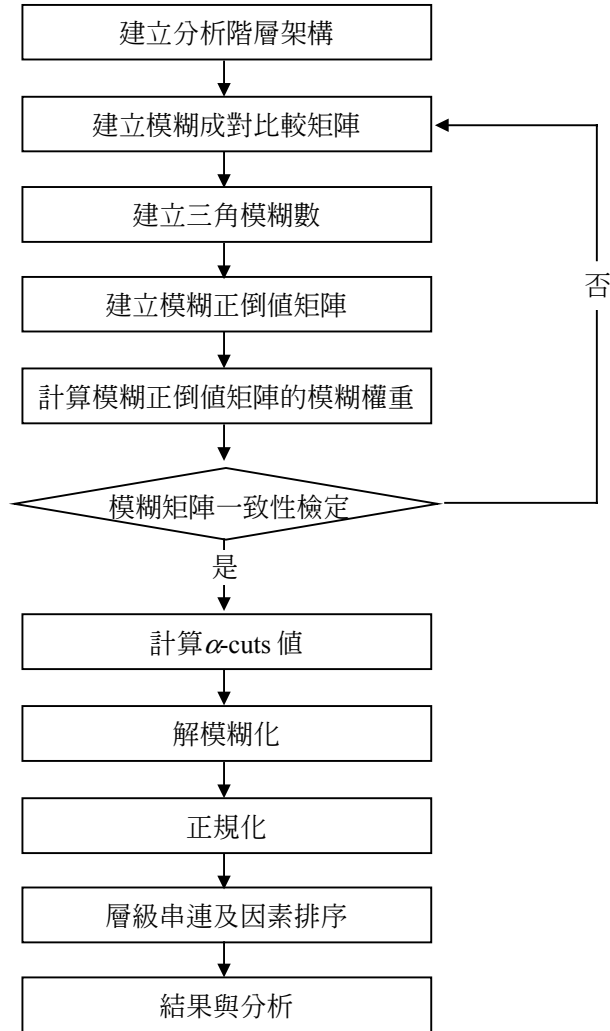 建立分析階層架構
建立模糊成對比較矩陣
建立三角模糊數
建立模糊正倒值矩陣
否
計算模糊正倒值矩陣的模糊權重
模糊矩陣一致性檢定
是
計算α-cuts 值
解模糊化
正規化
層級串連及因素排序
結果與分析